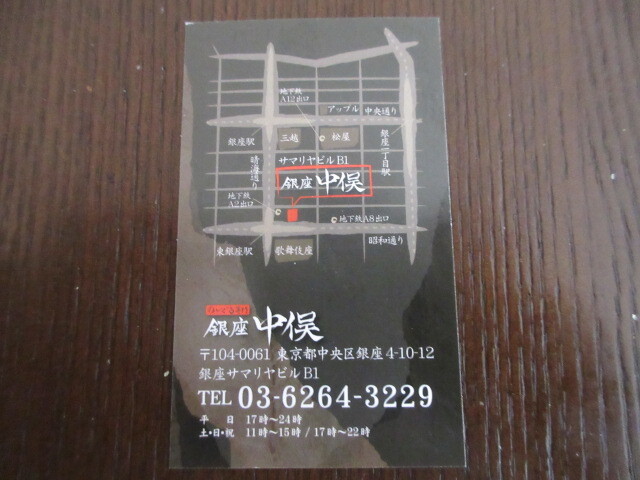 地下鉄
A12出口
アップル
中央通り
銀座駅
三越
松屋
銀座一丁目駅
晴海通り
サマリヤビル B1
銀座 中俣
地下鉄
A2出口
地下鉄A8出口
東銀座駅
歌舞伎座
昭和通り
銀座 中俣
〒104-0061 東京都中央区銀座 4-10-12
銀座サマリヤビル B1
TEL 03-6264-3229
平 日 17時〜24時
土・日・祝 11時〜15時 / 17時〜22時